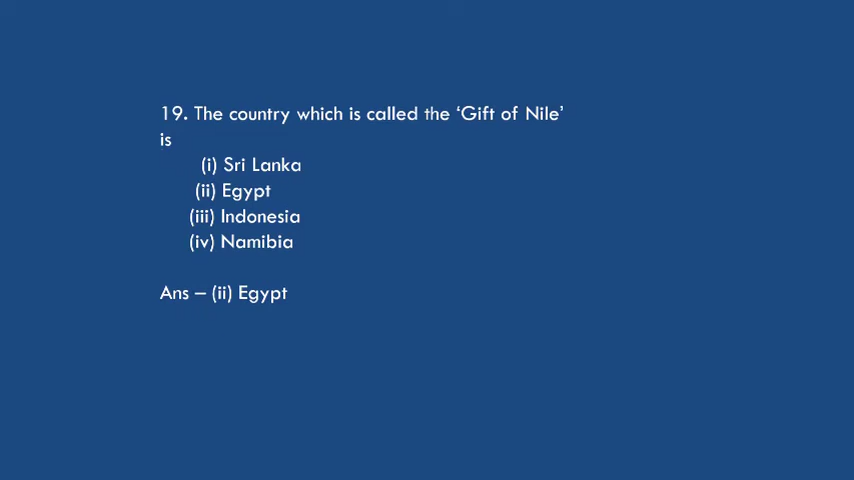 19. The country which is called the ‘Gift of Nile’
is
(i) Sri Lanka
(ii) Egypt
(iii) Indonesia
(iv) Namibia
Ans – (ii) Egypt